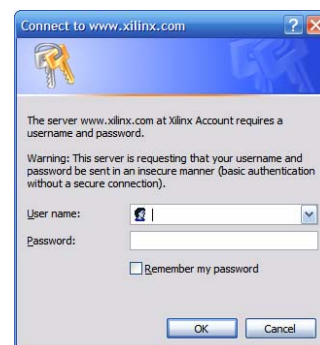 Connect to www.xilinx.com
The server www.xilinx.com at Xilinx Account requires a
username and password.
Warning: This server is requesting that your username and
password be sent in an insecure manner (basic authentication
without a secure connection).
User name:
Password:
Remember my password
OK Cancel